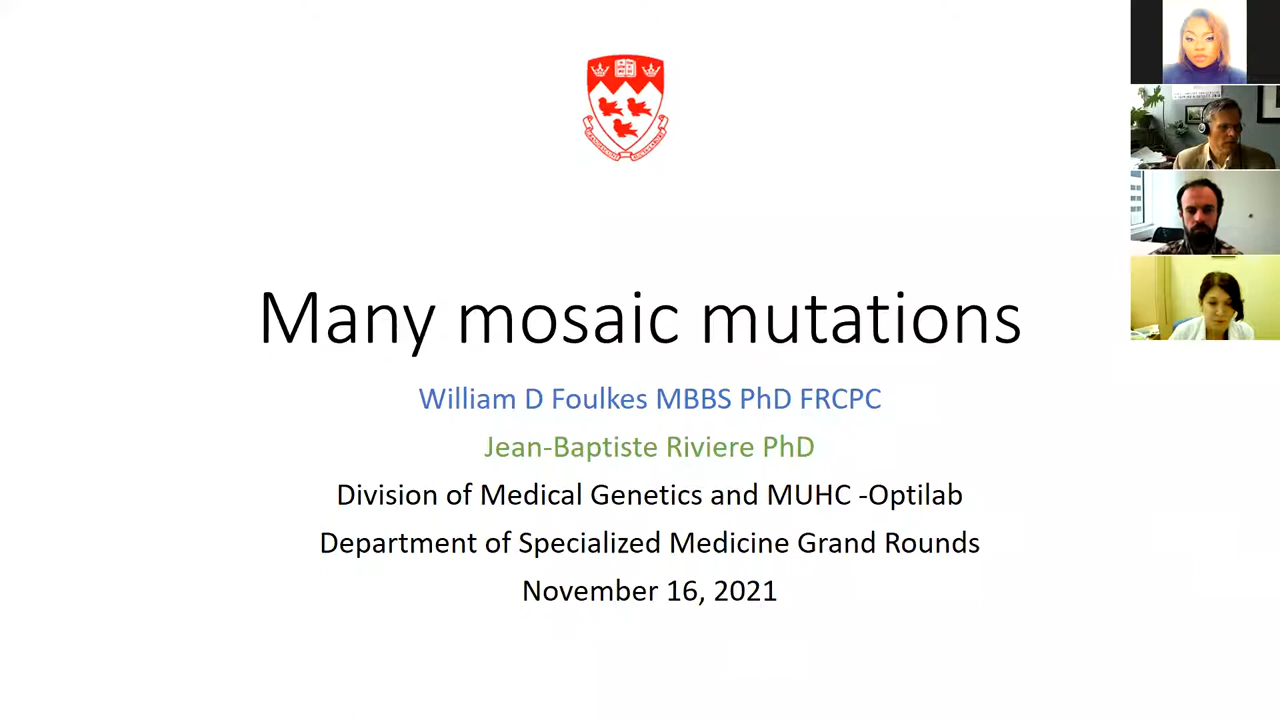 Many mosaic mutations
William D Foulkes MBBS PhD FRCPC
Jean-Baptiste Riviere PhD
Division of Medical Genetics and MUHC -Optilab
Department of Specialized Medicine Grand Rounds
November 16, 2021